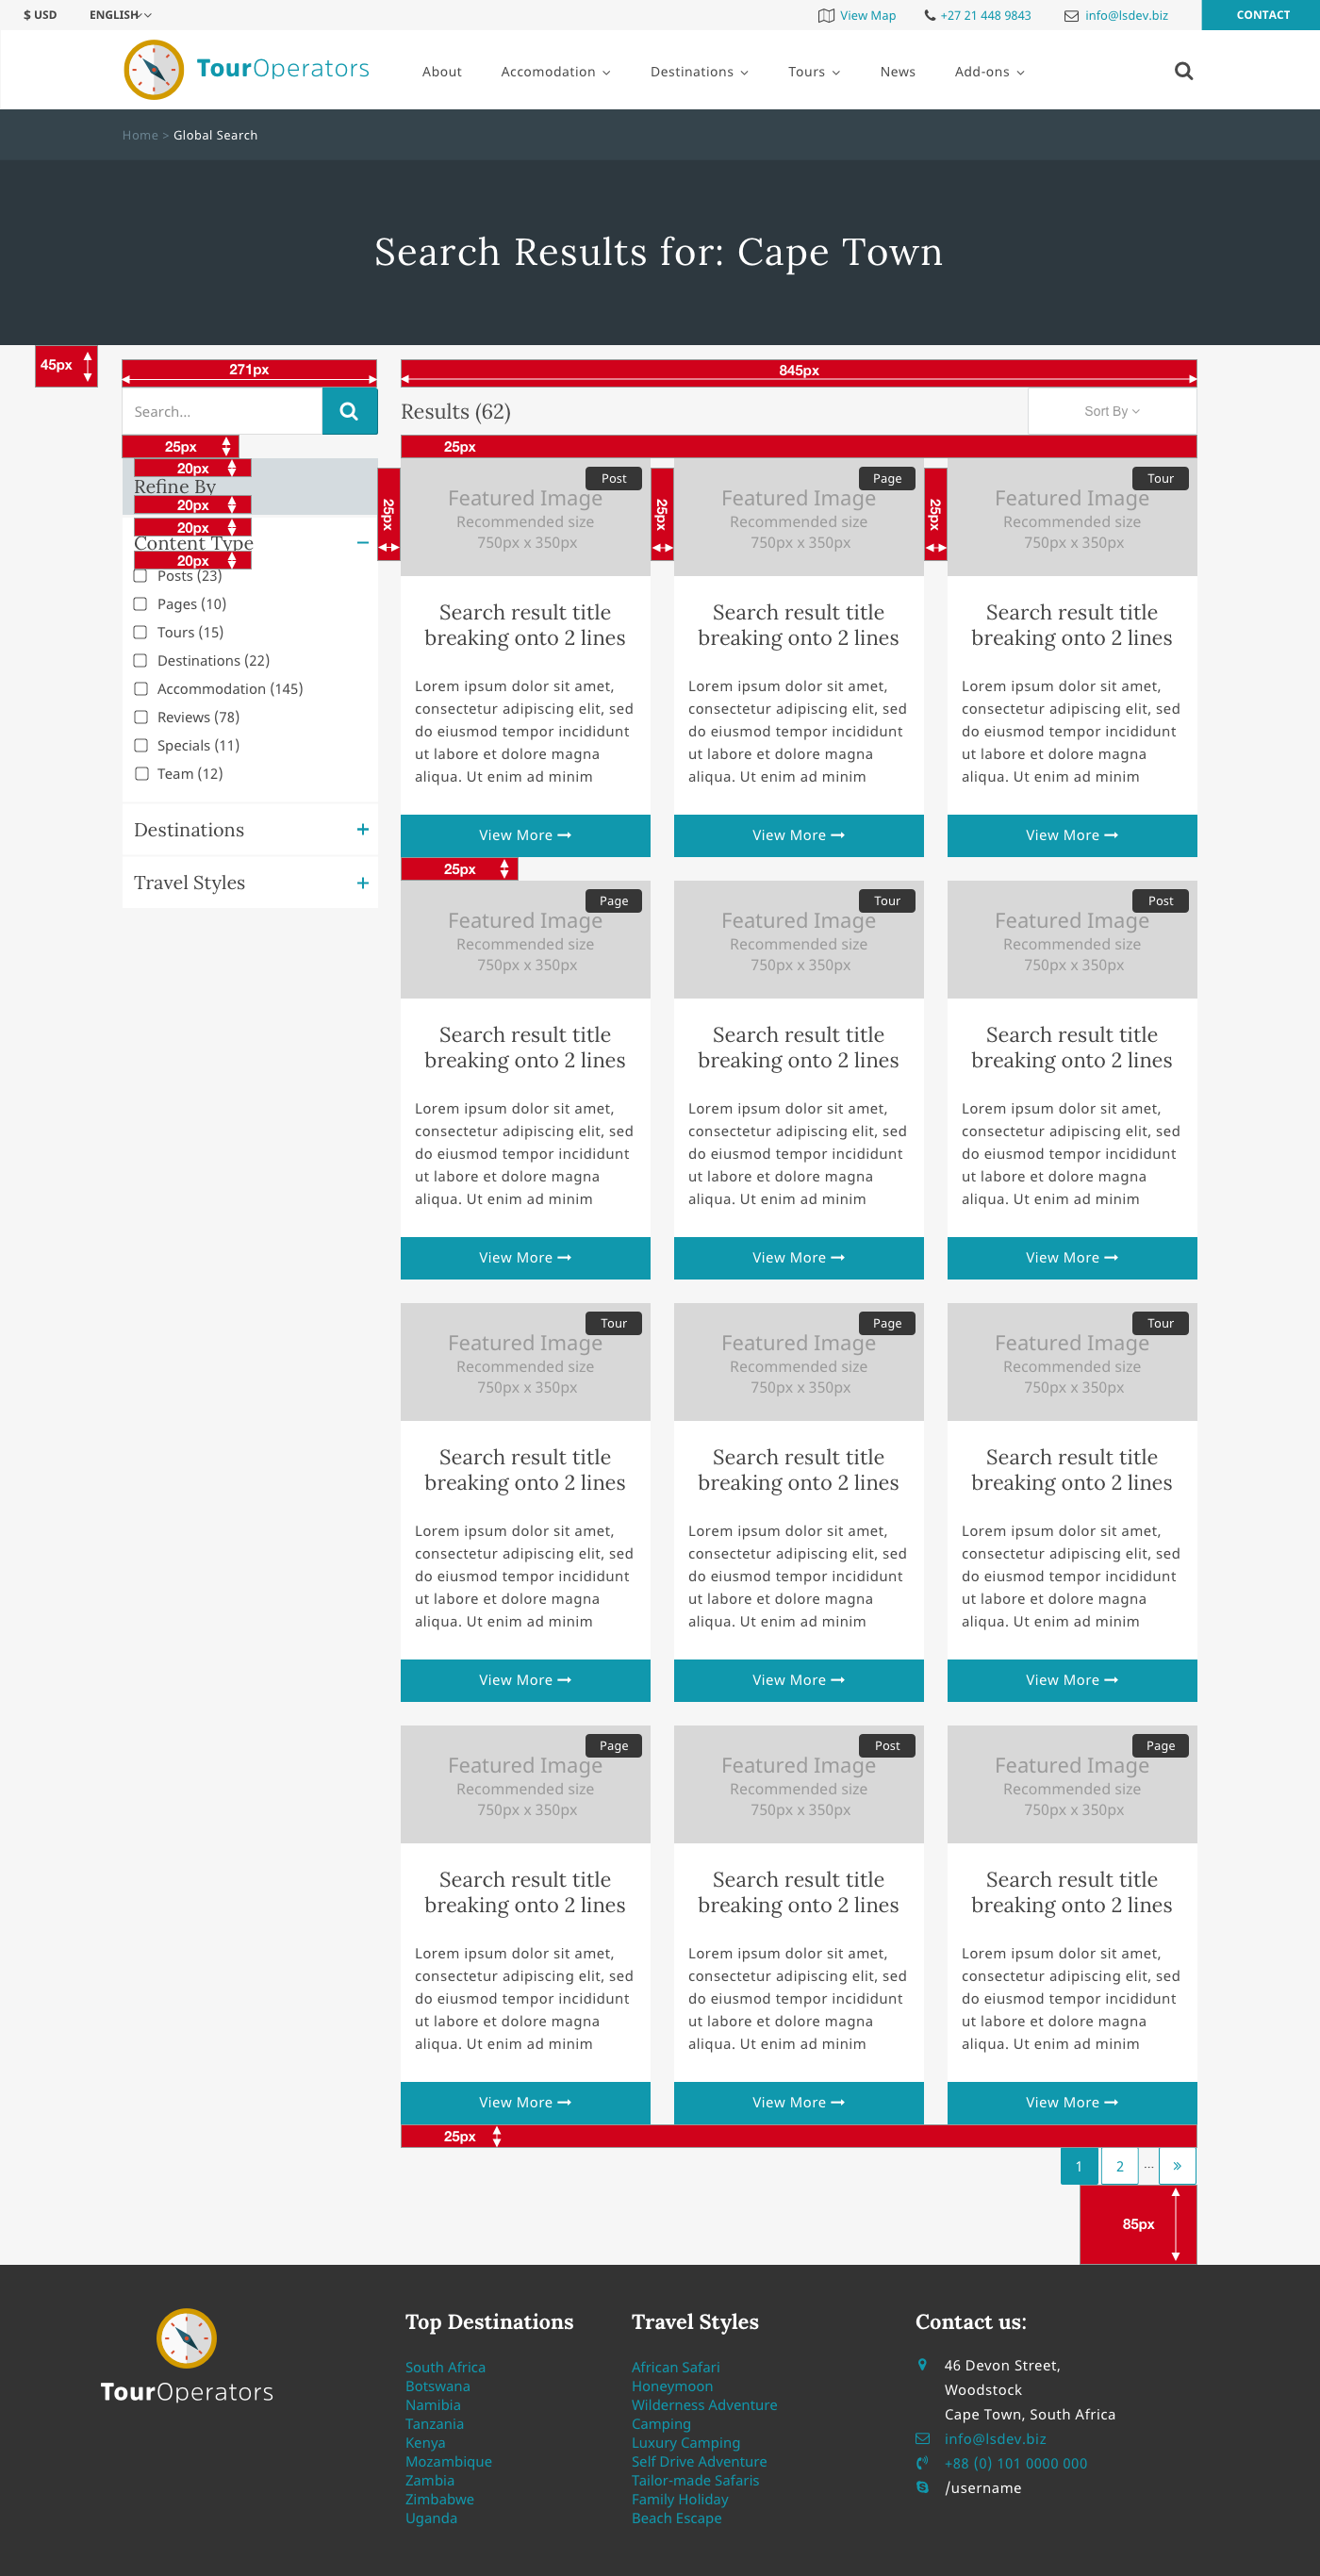 $ USD ENGLISH View Map +27 21 448 9843 info@lsdev.biz CONTACT
TourOperators About Accomodation Destinations Tours News Add-ons
Home > Global Search
Search Results for: Cape Town
45px 271px 845px
Search... Results (62) Sort By
25px 25px
20px
Refine By
20px
20px
Content Type
20px
Posts (23)
Pages (10)
Tours (15)
Destinations (22)
Accommodation (145)
Reviews (78)
Specials (11)
Team (12)
Destinations
Travel Styles
25px 25px 25px
Post Page Tour
Featured Image Featured Image Featured Image
Recommended size Recommended size Recommended size
750px x 350px 750px x 350px 750px x 350px
Search result title Search result title Search result title
breaking onto 2 lines breaking onto 2 lines breaking onto 2 lines
Lorem ipsum dolor sit amet, Lorem ipsum dolor sit amet, Lorem ipsum dolor sit amet,
consectetur adipiscing elit, sed consectetur adipiscing elit, sed consectetur adipiscing elit, sed
do eiusmod tempor incididunt do eiusmod tempor incididunt do eiusmod tempor incididunt
ut labore et dolore magna ut labore et dolore magna ut labore et dolore magna
aliqua. Ut enim ad minim aliqua. Ut enim ad minim aliqua. Ut enim ad minim
View More View More View More
25px
Page Tour Post
Featured Image Featured Image Featured Image
Recommended size Recommended size Recommended size
750px x 350px 750px x 350px 750px x 350px
Search result title Search result title Search result title
breaking onto 2 lines breaking onto 2 lines breaking onto 2 lines
Lorem ipsum dolor sit amet, Lorem ipsum dolor sit amet, Lorem ipsum dolor sit amet,
consectetur adipiscing elit, sed consectetur adipiscing elit, sed consectetur adipiscing elit, sed
do eiusmod tempor incididunt do eiusmod tempor incididunt do eiusmod tempor incididunt
ut labore et dolore magna ut labore et dolore magna ut labore et dolore magna
aliqua. Ut enim ad minim aliqua. Ut enim ad minim aliqua. Ut enim ad minim
View More View More View More
Tour Page Tour
Featured Image Featured Image Featured Image
Recommended size Recommended size Recommended size
750px x 350px 750px x 350px 750px x 350px
Search result title Search result title Search result title
breaking onto 2 lines breaking onto 2 lines breaking onto 2 lines
Lorem ipsum dolor sit amet, Lorem ipsum dolor sit amet, Lorem ipsum dolor sit amet,
consectetur adipiscing elit, sed consectetur adipiscing elit, sed consectetur adipiscing elit, sed
do eiusmod tempor incididunt do eiusmod tempor incididunt do eiusmod tempor incididunt
ut labore et dolore magna ut labore et dolore magna ut labore et dolore magna
aliqua. Ut enim ad minim aliqua. Ut enim ad minim aliqua. Ut enim ad minim
View More View More View More
Page Post Page
Featured Image Featured Image Featured Image
Recommended size Recommended size Recommended size
750px x 350px 750px x 350px 750px x 350px
Search result title Search result title Search result title
breaking onto 2 lines breaking onto 2 lines breaking onto 2 lines
Lorem ipsum dolor sit amet, Lorem ipsum dolor sit amet, Lorem ipsum dolor sit amet,
consectetur adipiscing elit, sed consectetur adipiscing elit, sed consectetur adipiscing elit, sed
do eiusmod tempor incididunt do eiusmod tempor incididunt do eiusmod tempor incididunt
ut labore et dolore magna ut labore et dolore magna ut labore et dolore magna
aliqua. Ut enim ad minim aliqua. Ut enim ad minim aliqua. Ut enim ad minim
View More View More View More
25px
1 2 ... »
85px
TourOperators
Top Destinations
South Africa
Botswana
Namibia
Tanzania
Kenya
Mozambique
Zambia
Zimbabwe
Uganda
Travel Styles
African Safari
Honeymoon
Wilderness Adventure
Camping
Luxury Camping
Self Drive Adventure
Tailor-made Safaris
Family Holiday
Beach Escape
Contact us:
46 Devon Street,
Woodstock
Cape Town, South Africa
info@lsdev.biz
+88 (0) 101 0000 000
/username